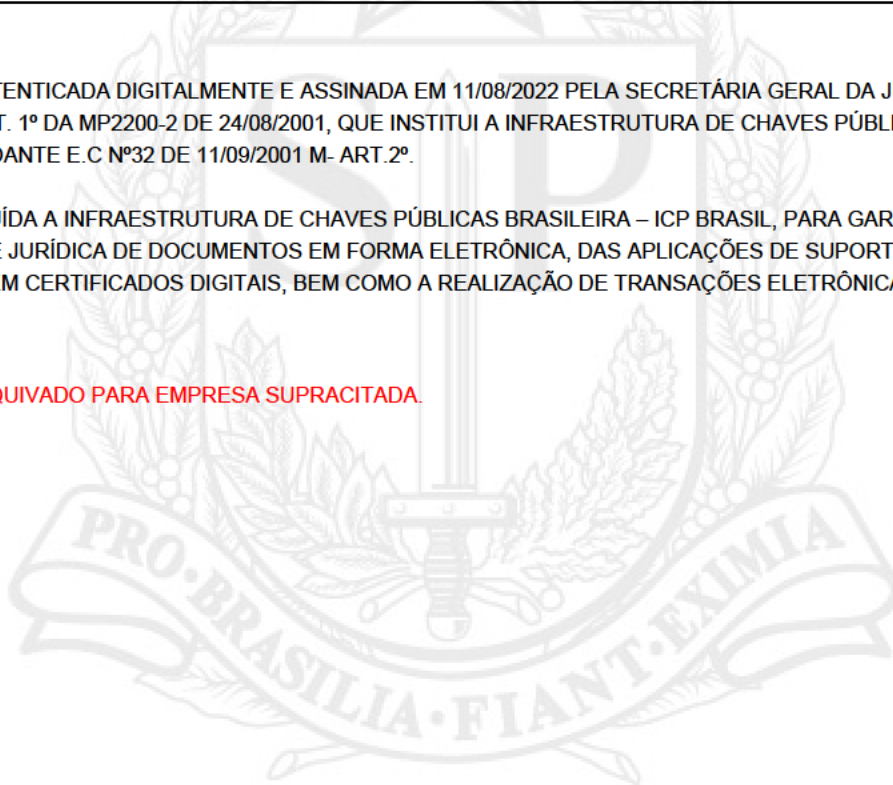 TENTICADA DIGITALMENTE E ASSINADA EM 11/08/2022 PELA SECRETÁRIA GERAL DA J
T. 1º DA MP2200-2 DE 24/08/2001, QUE INSTITUI A INFRAESTRUTURA DE CHAVES PÚBLI
DANTE E.C Nº32 DE 11/09/2001 M- ART.2º.
UÍDA A INFRAESTRUTURA DE CHAVES PÚBLICAS BRASILEIRA – ICP BRASIL, PARA GAR
E JURÍDICA DE DOCUMENTOS EM FORMA ELETRÔNICA, DAS APLICAÇÕES DE SUPORT
EM CERTIFICADOS DIGITAIS, BEM COMO A REALIZAÇÃO DE TRANSAÇÕES ELETRÔNICA
QUIVADO PARA EMPRESA SUPRACITADA.
SP
PRO·BRASILIA·FIANT·EXIMIA